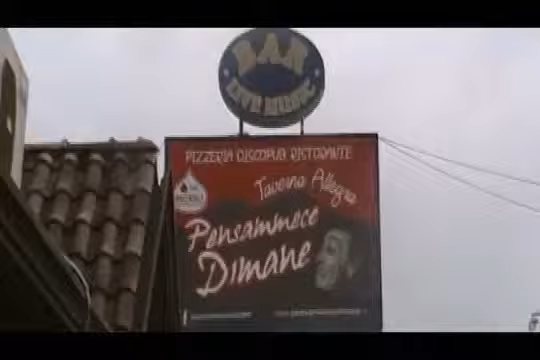 BAR
LIVE MUSIC
PIZZERIA DISCOPUB RISTORANTE
Taverna Allegra
Pensammece
Dimane